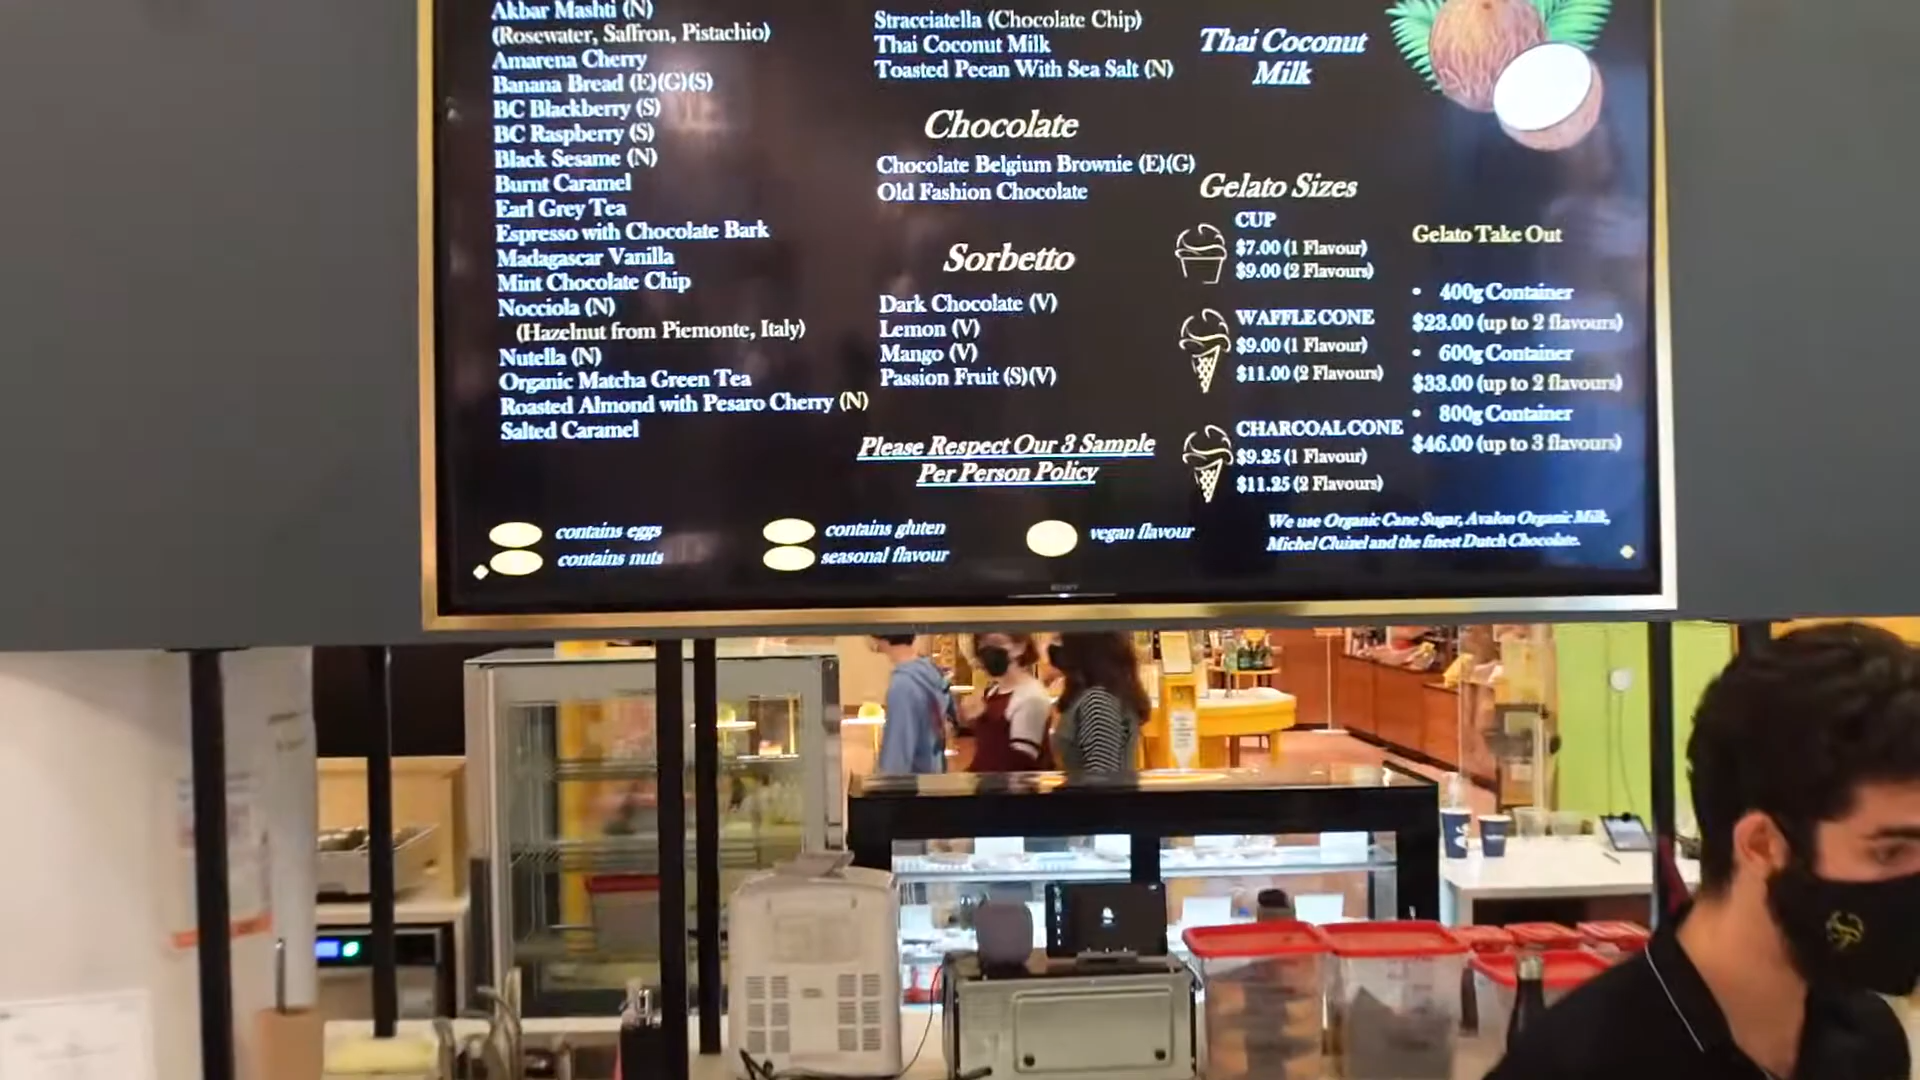 Akbar Mashti (N)
(Rosewater, Saffron, Pistachio)
Amarena Cherry
Banana Bread (E)(G)(S)
BC Blackberry (S)
BC Raspberry (S)
Black Sesame (N)
Burnt Caramel
Earl Grey Tea
Espresso with Chocolate Bark
Madagascar Vanilla
Mint Chocolate Chip
Nocciola (N)
(Hazelnut from Piemonte, Italy)
Nutella (N)
Organic Matcha Green Tea
Roasted Almond with Pesaro Cherry (N)
Salted Caramel
Stracciatella (Chocolate Chip)
Thai Coconut Milk
Toasted Pecan With Sea Salt (N)
Chocolate
Chocolate Belgium Brownie (E)(G)
Old Fashion Chocolate
Sorbetto
Dark Chocolate (V)
Lemon (V)
Mango (V)
Passion Fruit (S)(V)
Please Respect Our 3 Sample
Per Person Policy
Thai Coconut
Milk
Gelato Sizes
CUP
$7.00 (1 Flavour)
$9.00 (2 Flavours)
WAFFLE CONE
$9.00 (1 Flavour)
$11.00 (2 Flavours)
CHARCOAL CONE
$9.25 (1 Flavour)
$11.25 (2 Flavours)
Gelato Take Out
• 400g Container
$23.00 (up to 2 flavours)
• 600g Container
$33.00 (up to 2 flavours)
• 800g Container
$46.00 (up to 3 flavours)
contains eggs
contains nuts
contains gluten
seasonal flavour
vegan flavour
We use Organic Cane Sugar, Avalon Organic Milk,
Michel Cluizel and the finest Dutch Chocolate.
SONY